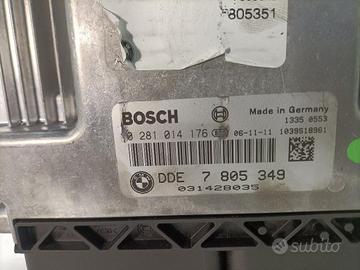 805351
BOSCH
Made in Germany
1335 0553
0 281 014 176 06-11-11 1039S18961
DDE 7 805 349
031428035
subito